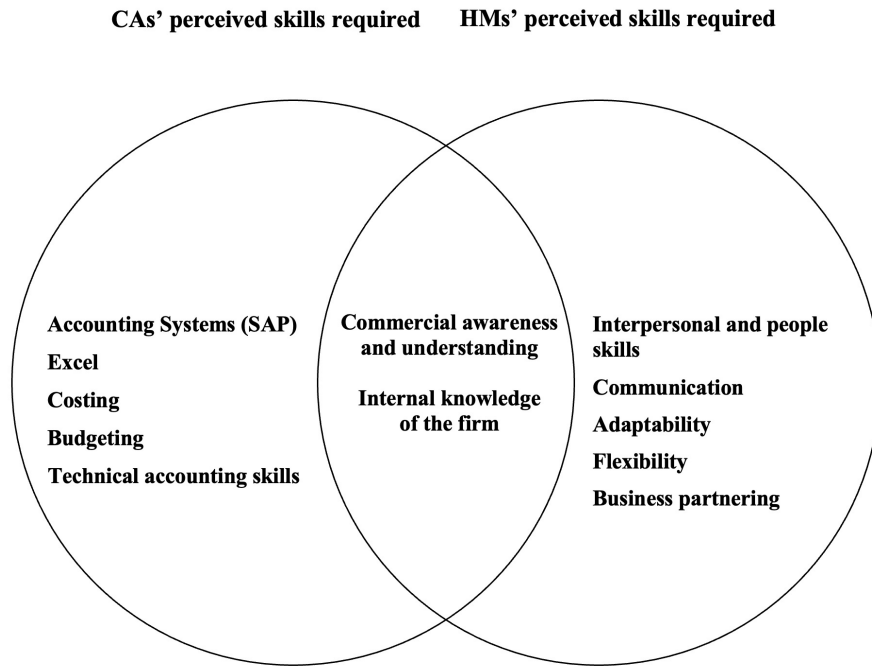 CAs’ perceived skills required
HMs’ perceived skills required
Accounting Systems (SAP)
Excel
Costing
Budgeting
Technical accounting skills
Commercial awareness
and understanding
Internal knowledge
of the firm
Interpersonal and people
skills
Communication
Adaptability
Flexibility
Business partnering